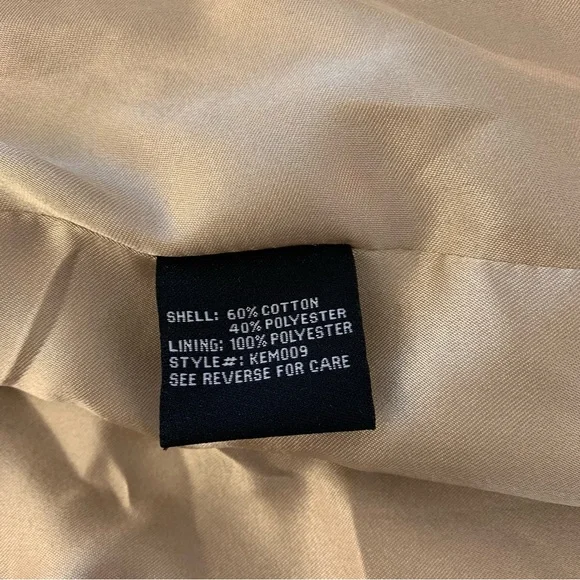 SHELL: 60% COTTON
40% POLYESTER
LINING: 100% POLYESTER
STYLE#: KEM009
SEE REVERSE FOR CARE